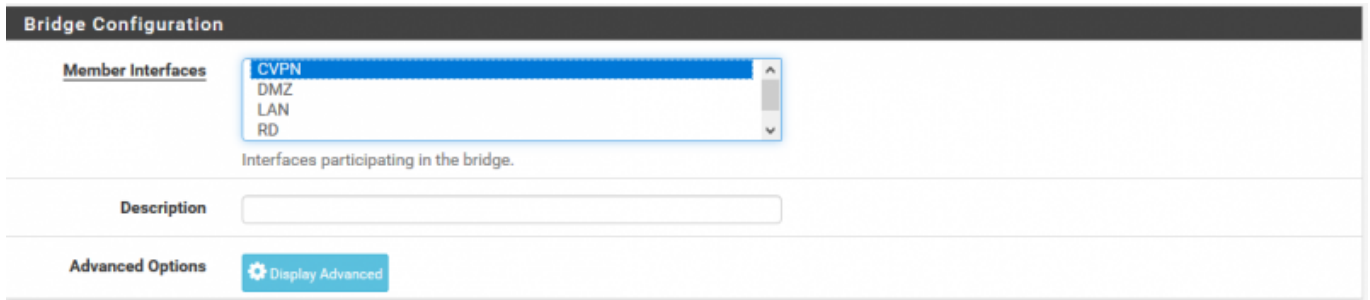 Bridge Configuration
Member Interfaces
CVPN
DMZ
LAN
RD
Interfaces participating in the bridge.
Description
Advanced Options
Display Advanced